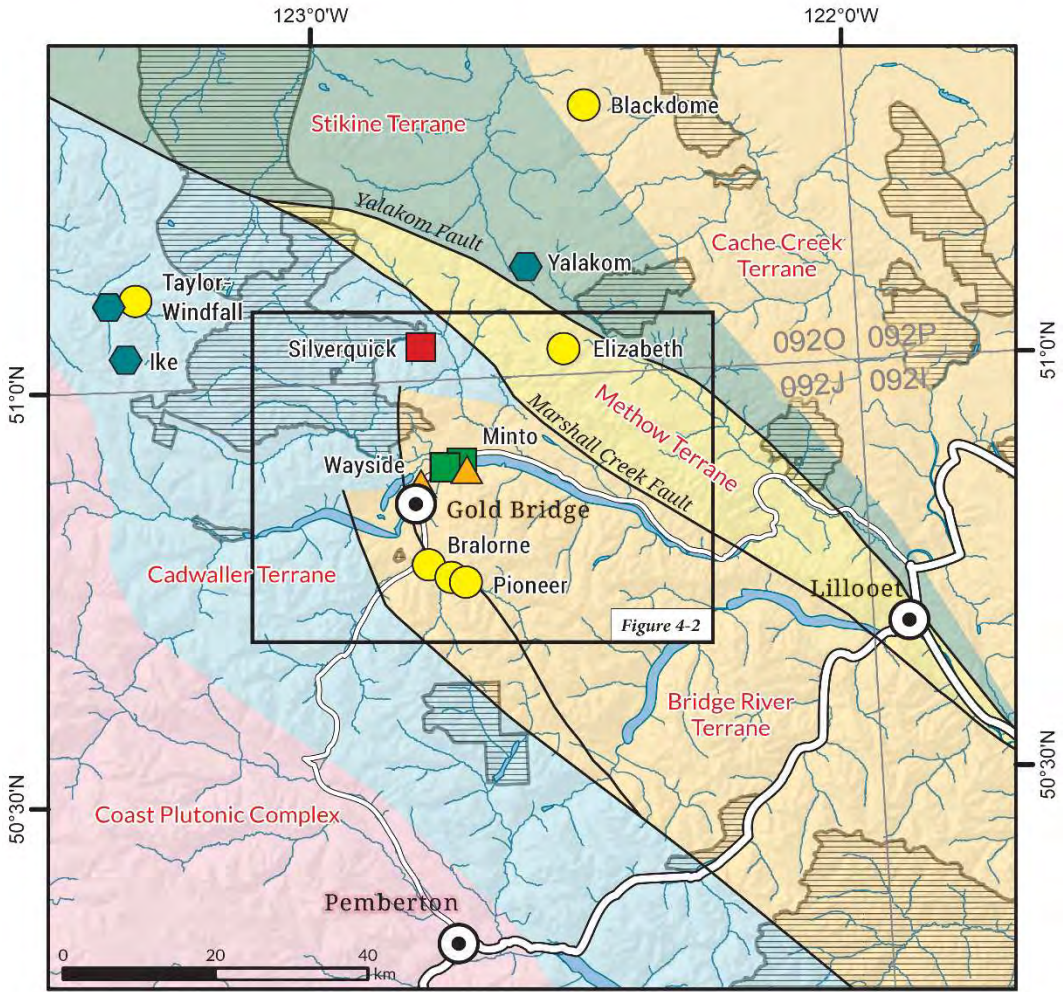 123°0'W
122°0'W
Blackdome
Stikine Terrane
Yalakom Fault
Cache Creek
Terrane
Yalakom
Taylor-
Windfall
092O
092P
Silverquick
Elizabeth
51°0'N
Ike
51°0'N
092J
092I
Methow Terrane
Marshall Creek Fault
Minto
Wayside
Gold Bridge
Bralorne
Cadwaller Terrane
Pioneer
Lillooet
Figure 4-2
Bridge River
Terrane
50°30'N
50°30'N
Coast Plutonic Complex
Pemberton
0
20
40
km